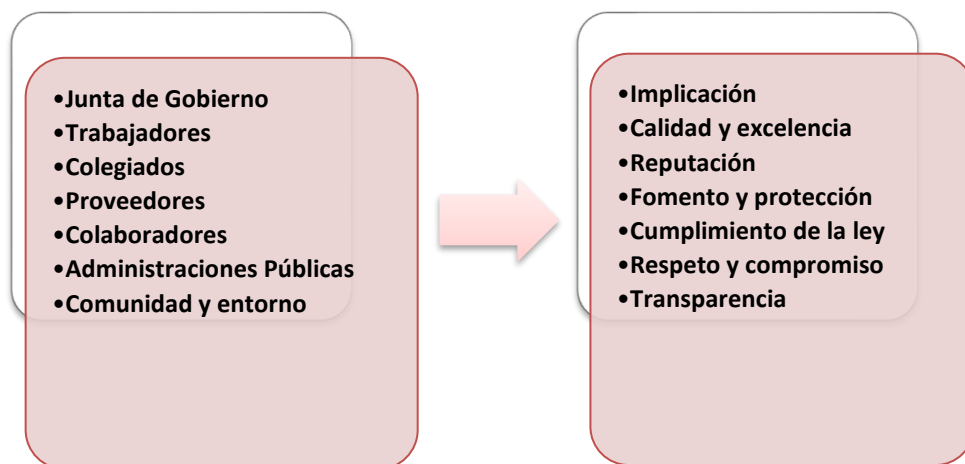 •Junta de Gobierno
•Trabajadores
•Colegiados
•Proveedores
•Colaboradores
•Administraciones Públicas
•Comunidad y entorno
•Implicación
•Calidad y excelencia
•Reputación
•Fomento y protección
•Cumplimiento de la ley
•Respeto y compromiso
•Transparencia